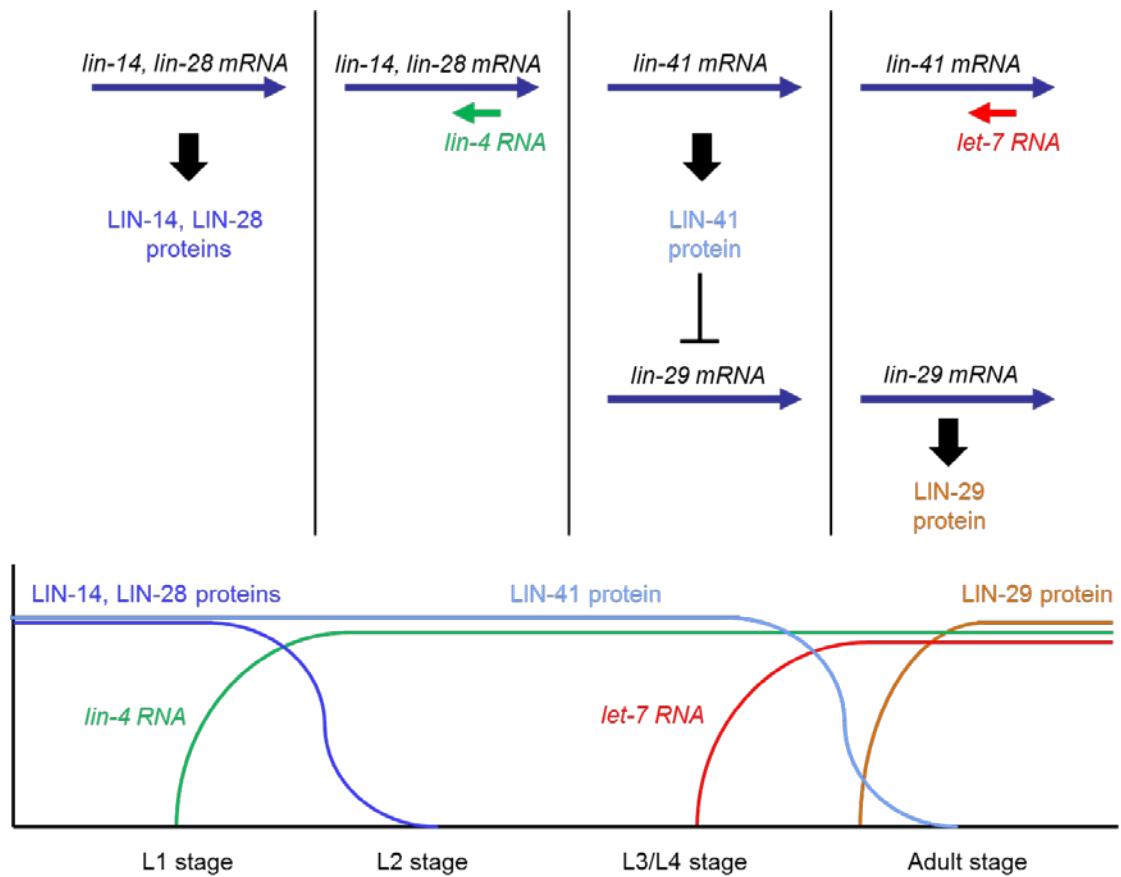 lin-14, lin-28 mRNA
lin-14, lin-28 mRNA
lin-41 mRNA
lin-41 mRNA
lin-4 RNA
let-7 RNA
LIN-14, LIN-28
proteins
LIN-41
protein
lin-29 mRNA
lin-29 mRNA
LIN-29
protein
LIN-14, LIN-28 proteins
LIN-41 protein
LIN-29 protein
lin-4 RNA
let-7 RNA
L1 stage
L2 stage
L3/L4 stage
Adult stage